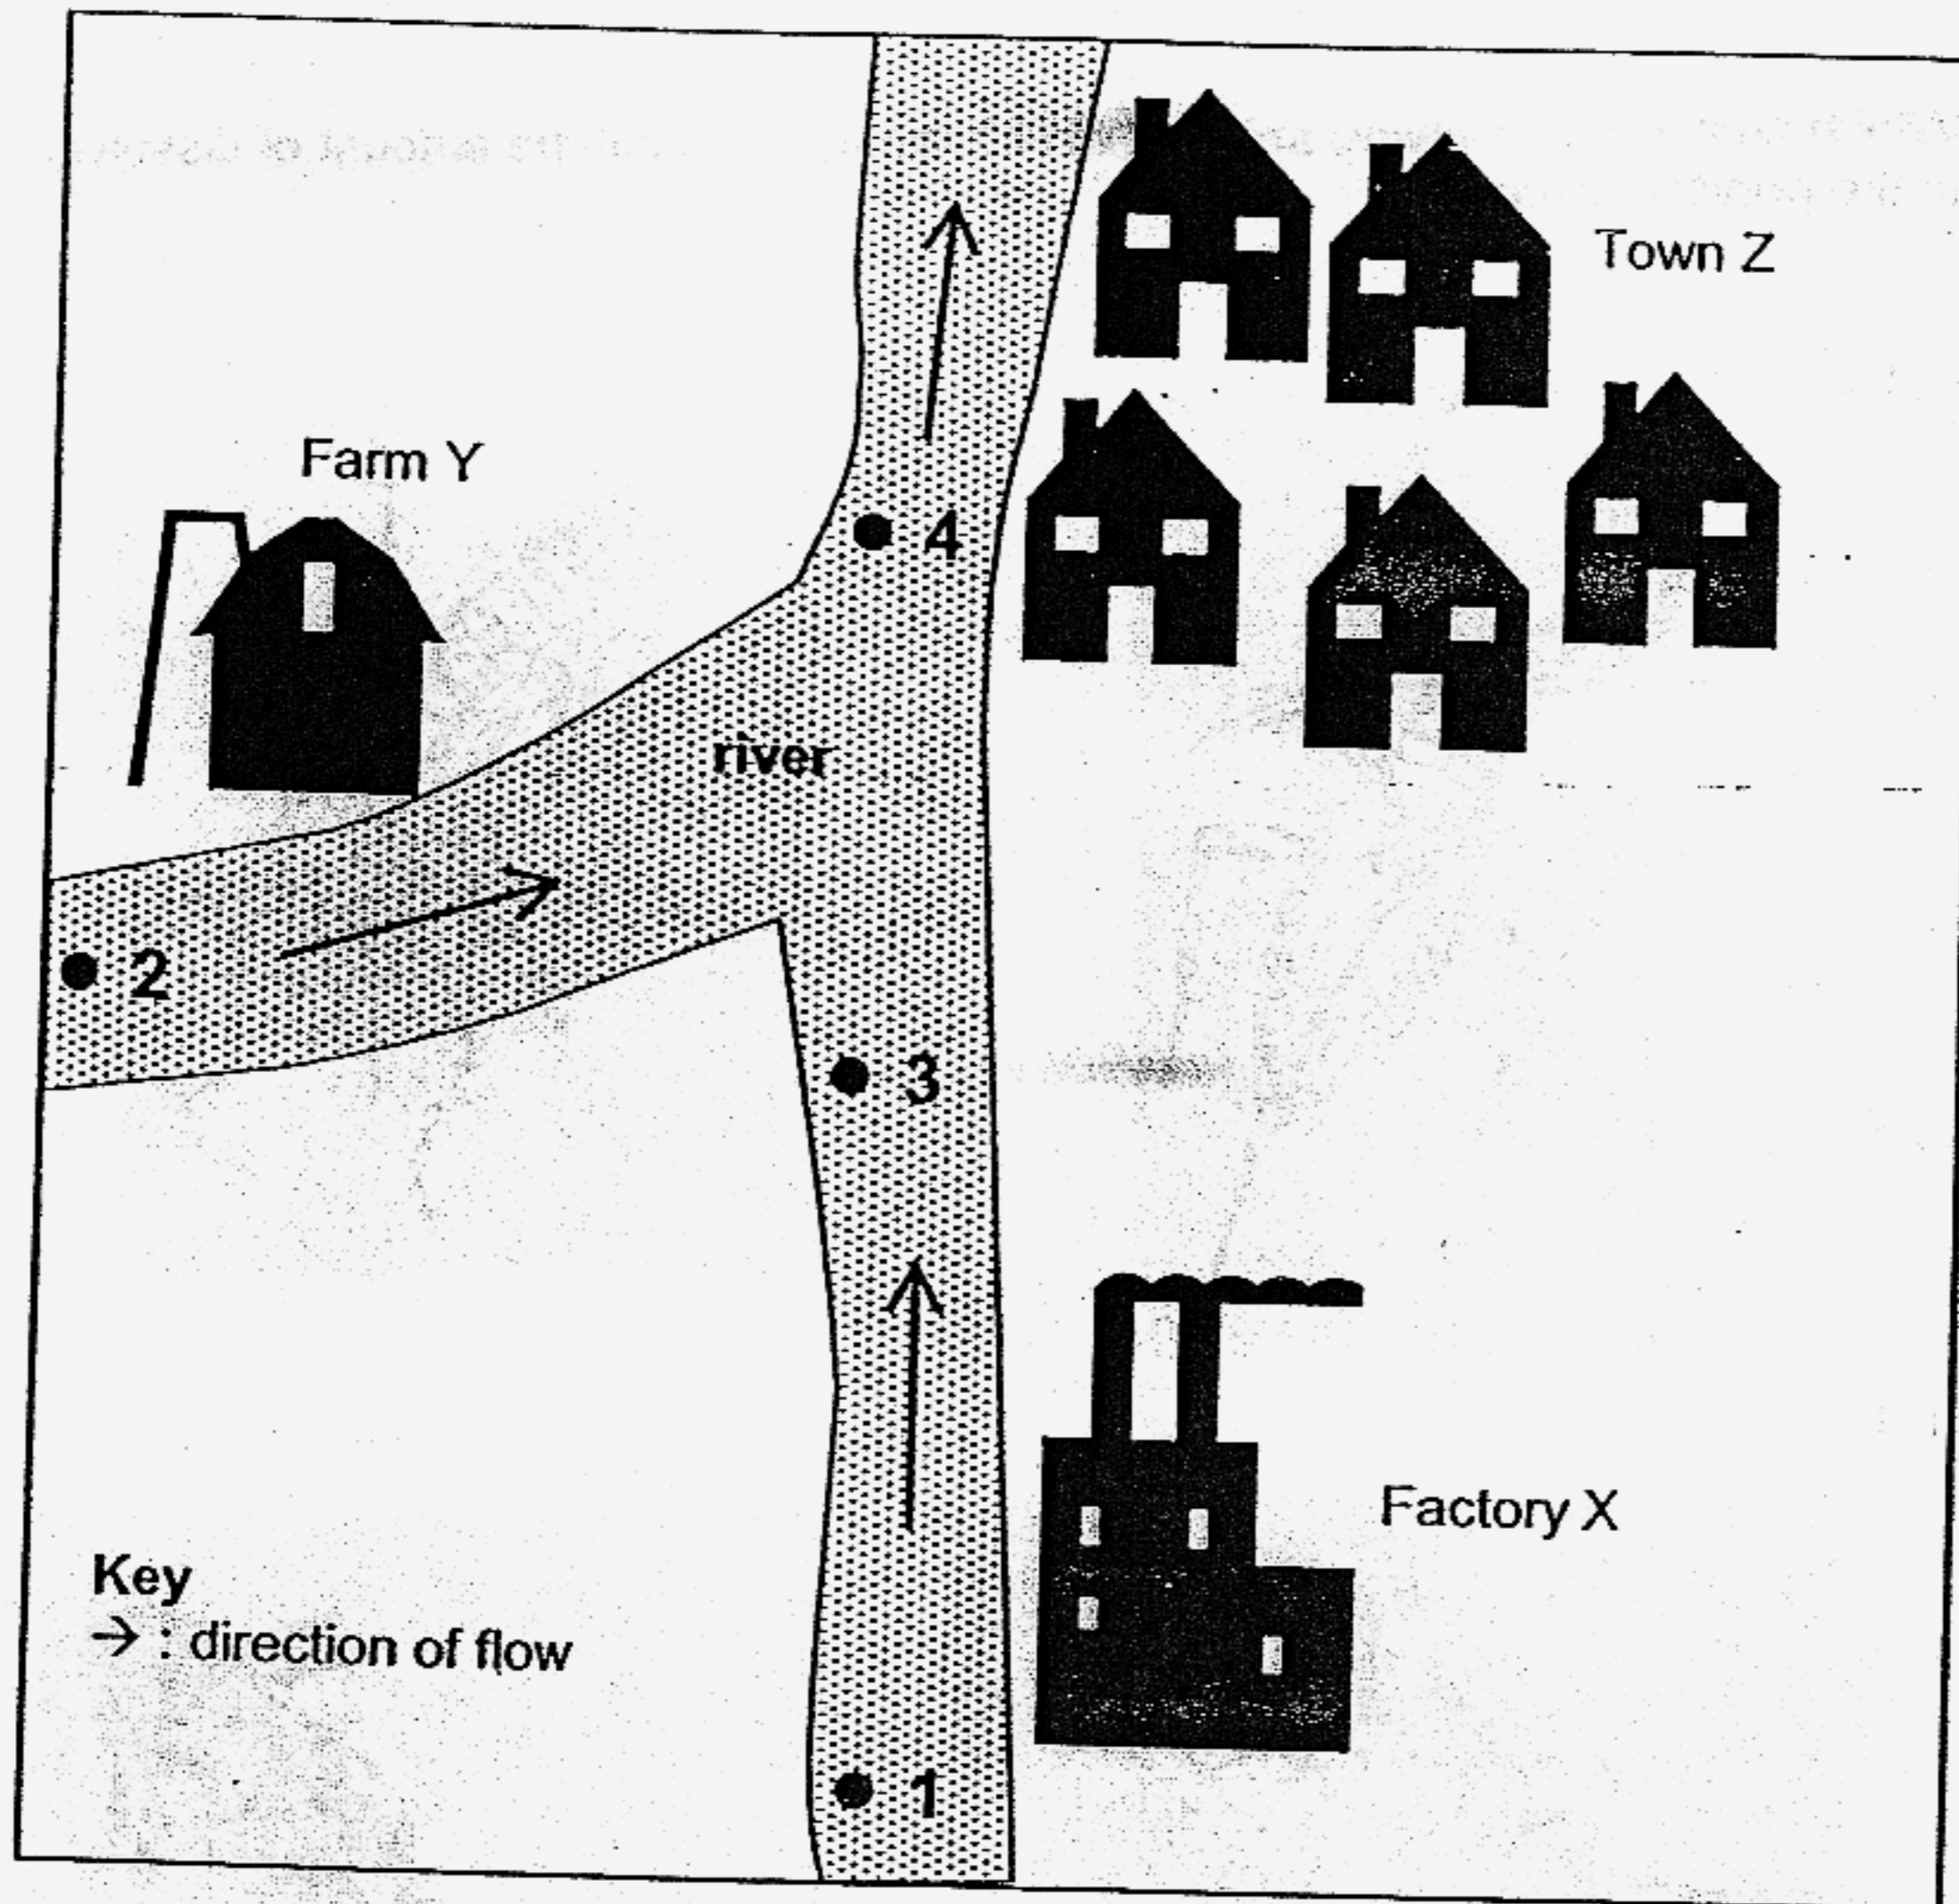 Town Z
Farm Y
4
river
2
3
Factory X
Key
→ : direction of flow
1